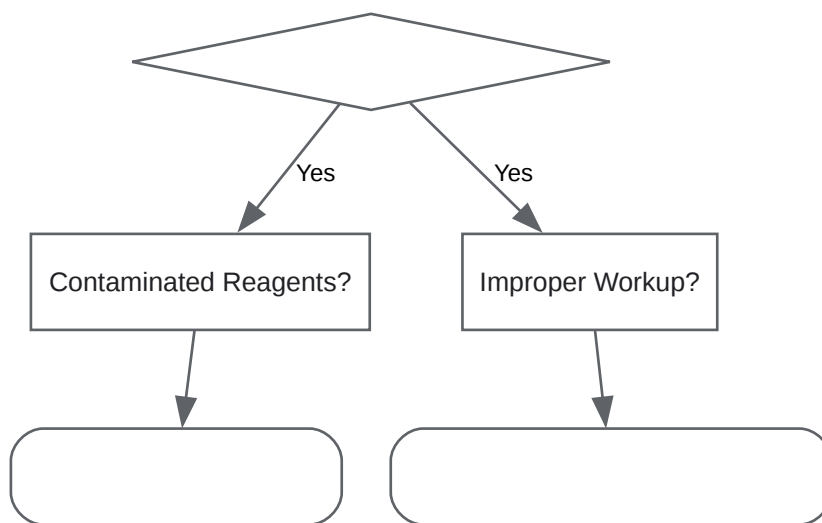 Yes
Yes
Contaminated Reagents?
Improper Workup?